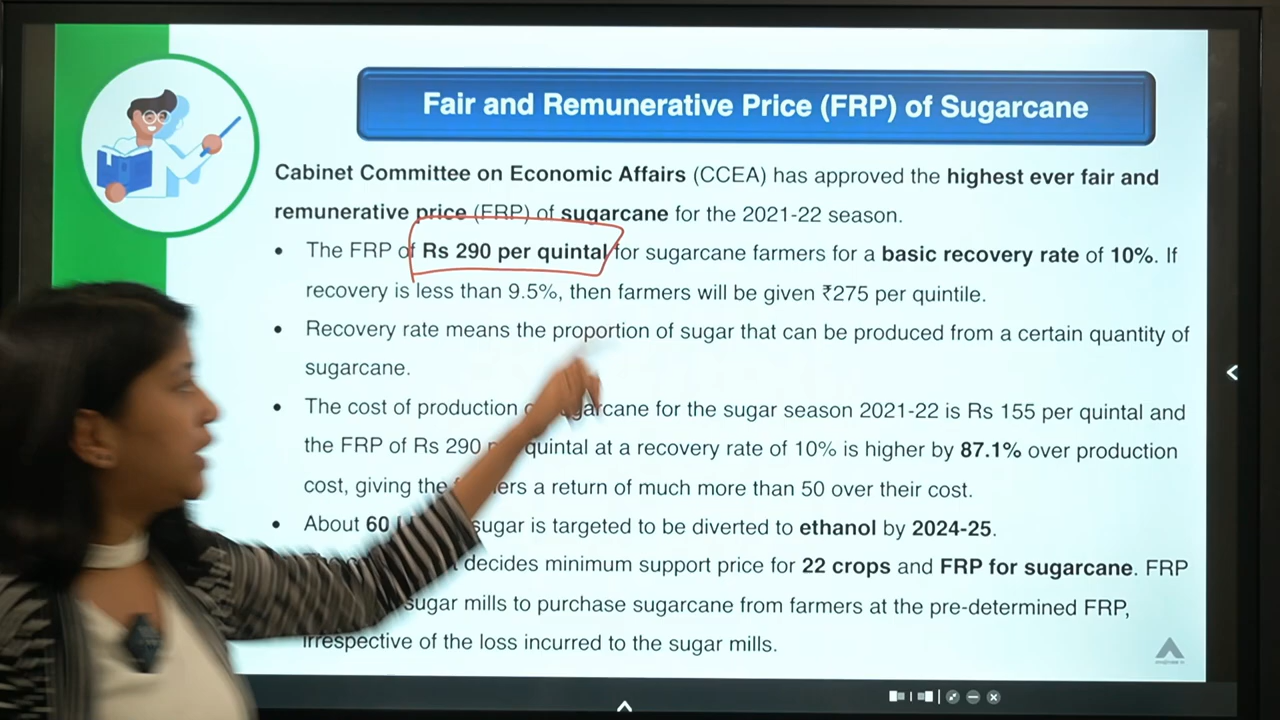 Fair and Remunerative Price (FRP) of Sugarcane
Cabinet Committee on Economic Affairs (CCEA) has approved the highest ever fair and
remunerative price (FRP) of sugarcane for the 2021-22 season.
• The FRP of Rs 290 per quintal for sugarcane farmers for a basic recovery rate of 10%. If
recovery is less than 9.5%, then farmers will be given ₹275 per quintile.
• Recovery rate means the proportion of sugar that can be produced from a certain quantity of
sugarcane.
• The cost of production for the sugar season 2021-22 is Rs 155 per quintal and
the FRP of Rs 290 quintal at a recovery rate of 10% is higher by 87.1% over production
cost, giving the a return of much more than 50 over their cost.
• About 60 sugar is targeted to be diverted to ethanol by 2024-25.
decides minimum support price for 22 crops and FRP for sugarcane. FRP
sugar mills to purchase sugarcane from farmers at the pre-determined FRP,
irrespective of the loss incurred to the sugar mills.